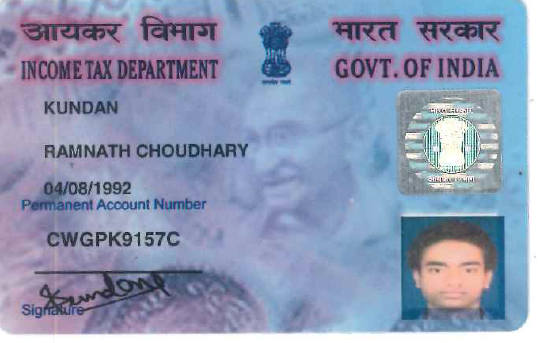 आयकर विभाग
भारत सरकार
INCOME TAX DEPARTMENT
GOVT. OF INDIA
KUNDAN
RAMNATH CHOUDHARY
04/08/1992
Permanent Account Number
CWGPK9157C
Kundan
Signature